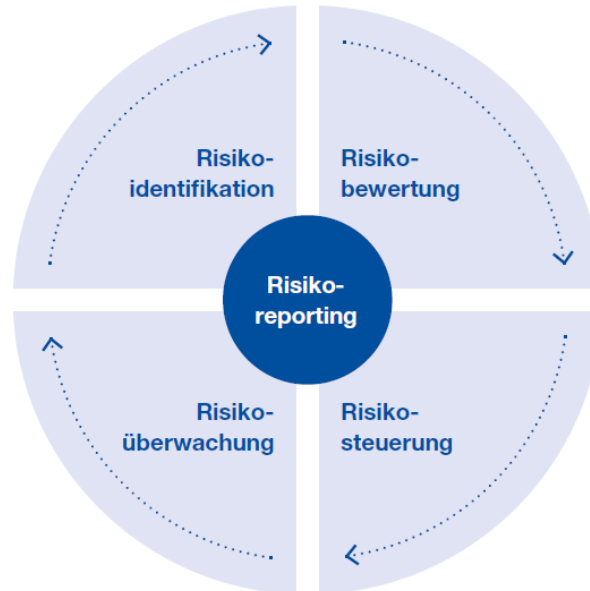 Risiko-
identifikation
Risiko-
bewertung
Risiko-
reporting
Risiko-
überwachung
Risiko-
steuerung